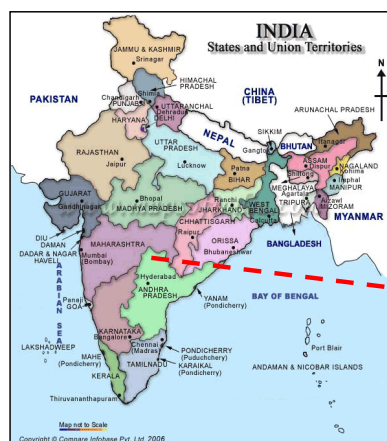 INDIA
States and Union Territories
JAMMU & KASHMIR
Srinagar
HIMACHAL
PRADESH
Shimla
CHINA
(TIBET)
N
PAKISTAN
Chandigarh
PUNJAB
UTTARANCHAL
Dehradun
DELHI
HARYANA
ARUNACHAL PRADESH
NEPAL
SIKKIM
Gangtok
BHUTAN
Itanagar
RAJASTHAN
Jaipur
UTTAR
PRADESH
Lucknow
ASSAM
Dispur
NAGALAND
Kohima
Shillong
MEGHALAYA
Imphal
MANIPUR
Patna
BIHAR
Agartala
TRIPURA
Aizawl
MIZORAM
GUJARAT
Gandhinagar
Bhopal
MADHYA PRADESH
Ranchi
JHARKHAND
WEST
BENGAL
Calcutta
MYANMAR
CHHATTISGARH
Raipur
BANGLADESH
DIU
DAMAN
DADAR & NAGAR
HAVELI
MAHARASHTRA
Mumbai
(Bombay)
ORISSA
Bhubaneshwar
ARABIAN SEA
Hyderabad
ANDHRA
PRADESH
YANAM
(Pondicherry)
BAY OF BENGAL
Panaji
GOA
KARNATAKA
Bangalore
Chennai
(Madras)
PONDICHERRY
(Puduchery)
KARAIKAL
(Pondicherry)
Port Blair
LAKSHADWEEP
MAHE
(Pondicherry)
TAMILNADU
ANDAMAN & NICOBAR ISLANDS
KERALA
Thiruvananthapuram
Map not to Scale
Copyright © Compare Infobase Pvt. Ltd. 2006